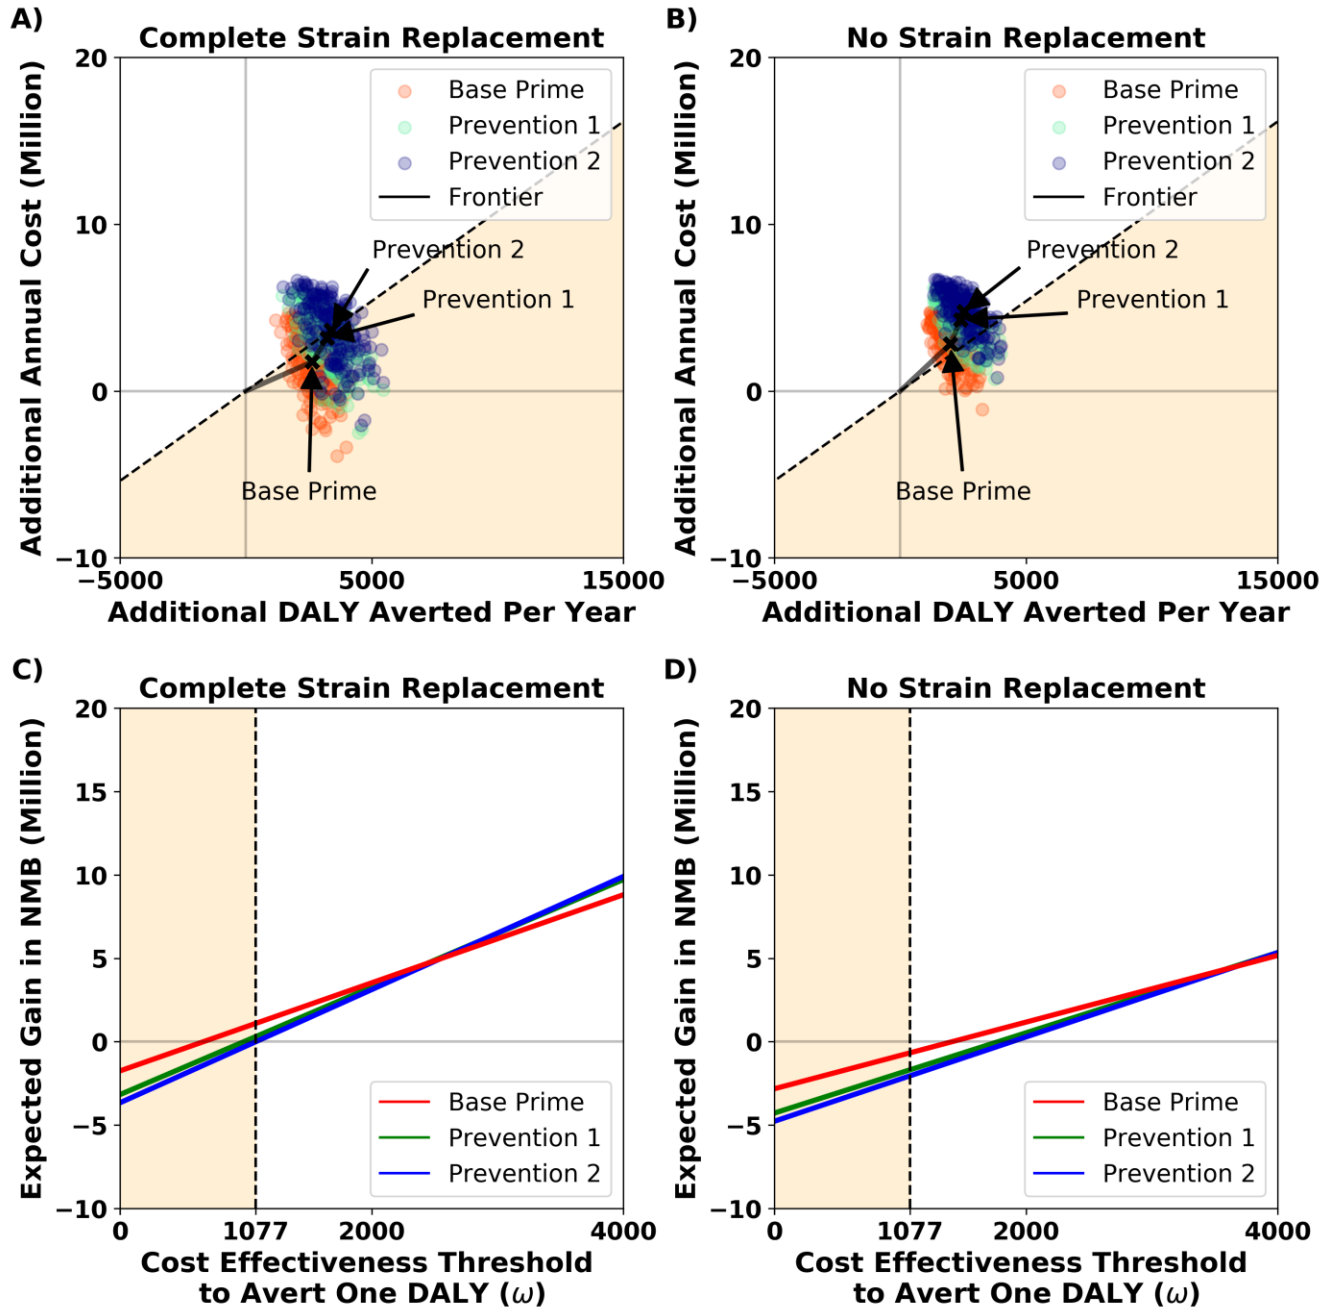 A)
Complete Strain Replacement
Additional Annual Cost (Million)
20
10
0
−10
Base Prime
Prevention 1
Prevention 2
Frontier
Prevention 2
Prevention 1
Base Prime
−5000
5000
15000
Additional DALY Averted Per Year
B)
No Strain Replacement
Additional Annual Cost (Million)
20
10
0
−10
Base Prime
Prevention 1
Prevention 2
Frontier
Prevention 2
Prevention 1
Base Prime
−5000
5000
15000
Additional DALY Averted Per Year
C)
Complete Strain Replacement
Expected Gain in NMB (Million)
20
15
10
5
0
−5
−10
Base Prime
Prevention 1
Prevention 2
0
1077
2000
4000
Cost Effectiveness Threshold
to Avert One DALY (ω)
D)
No Strain Replacement
Expected Gain in NMB (Million)
20
15
10
5
0
−5
−10
Base Prime
Prevention 1
Prevention 2
0
1077
2000
4000
Cost Effectiveness Threshold
to Avert One DALY (ω)